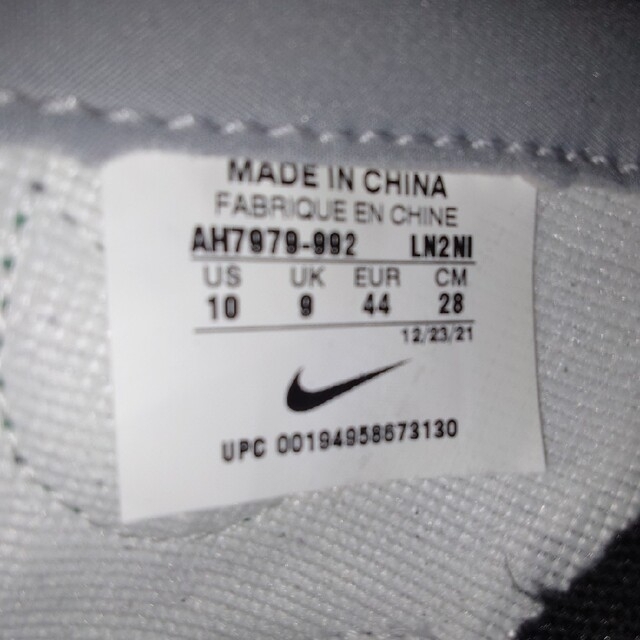 MADE IN CHINA
FABRIQUE EN CHINE
AH7979-992 LN2NI
US UK EUR CM
10 9 44 28
12/23/21
UPC 00194958673130